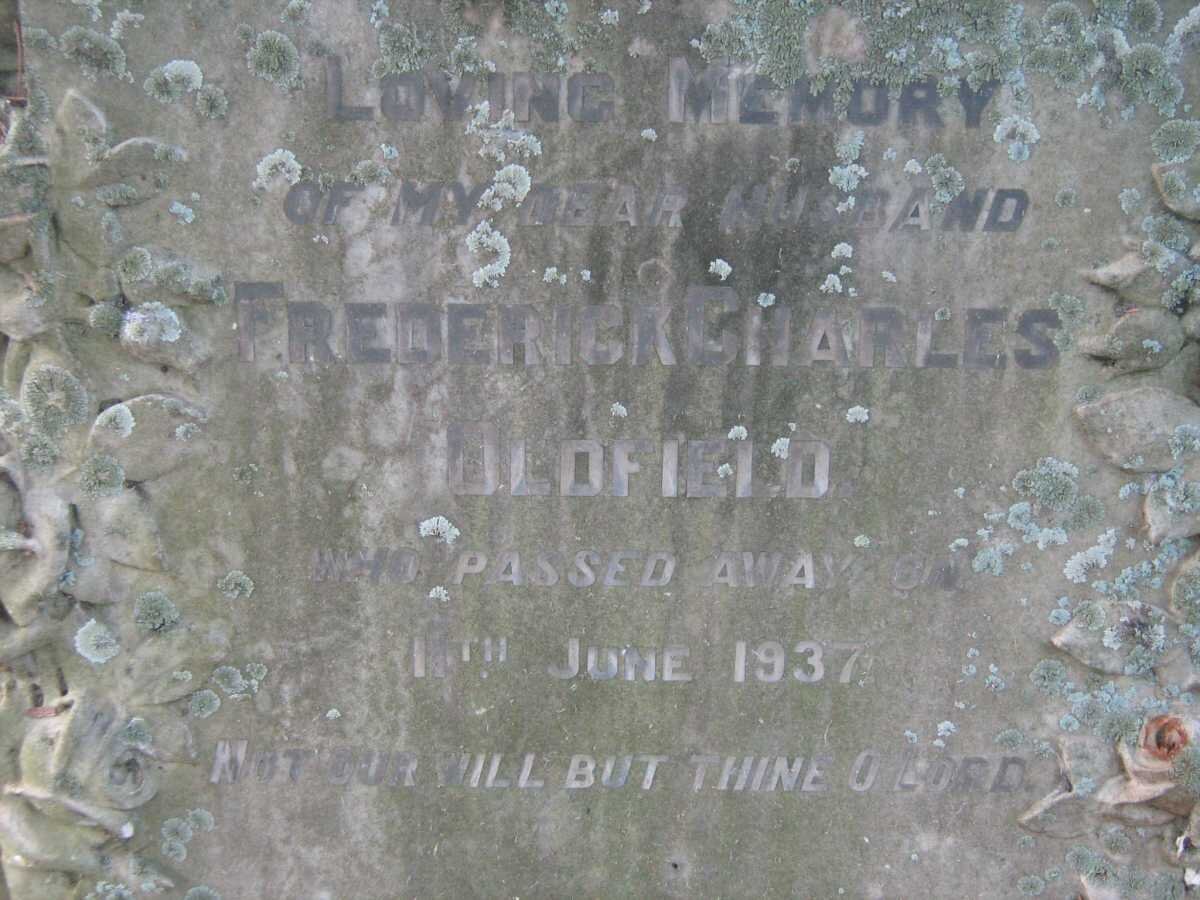 LOVING MEMORY
OF MY DEAR HUSBAND
FREDERICK CHARLES
OLDFIELD.
WHO PASSED AWAY ON
11TH JUNE 1937
NOT OUR WILL BUT THINE O LORD.